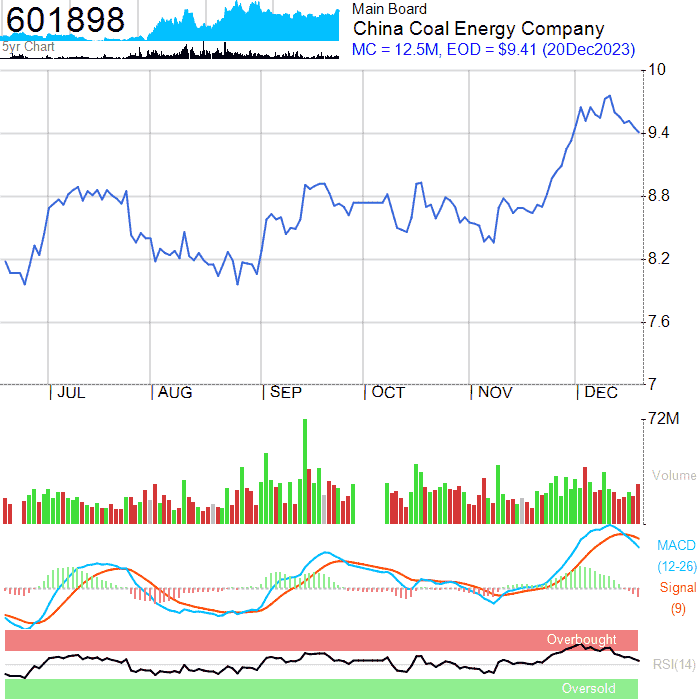 601898
5yr Chart
Main Board
China Coal Energy Company
MC = 12.5M, EOD = $9.41 (20Dec2023)
10
9.4
8.8
8.2
7.6
7
JUL AUG SEP OCT NOV DEC
72M
Volume
MACD
(12-26)
Signal
(9)
Overbought
RSI(14)
Oversold